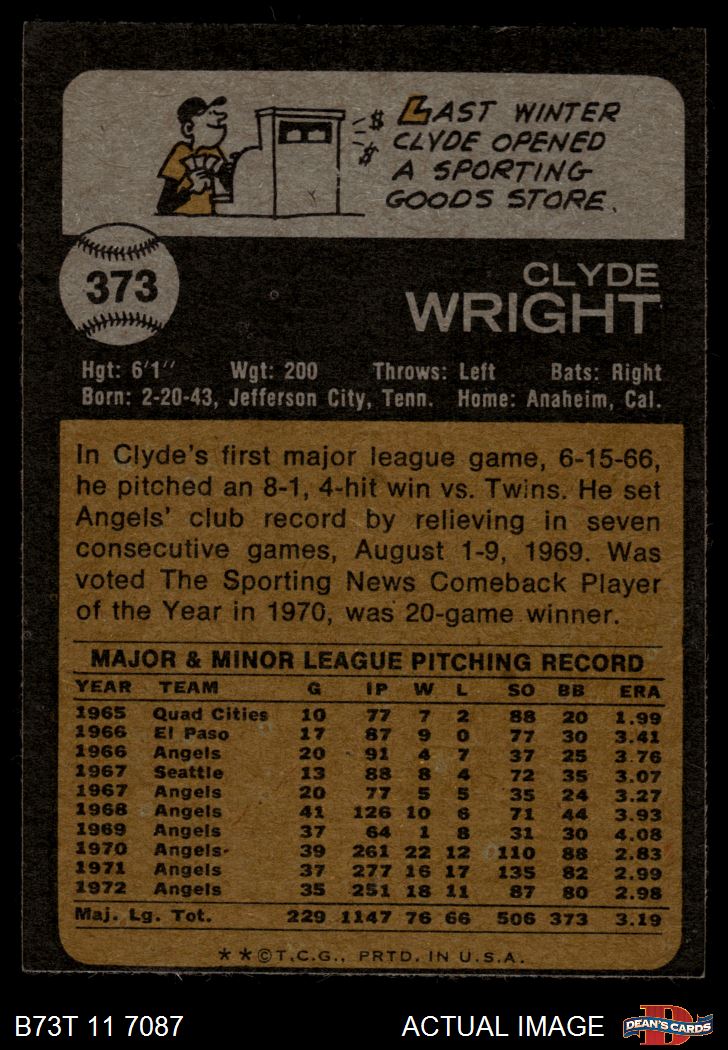 LAST WINTER
CLYDE OPENED
A SPORTING
GOODS STORE.
$
$
373
CLYDE
WRIGHT
Hgt: 6'1" Wgt: 200 Throws: Left Bats: Right
Born: 2-20-43, Jefferson City, Tenn. Home: Anaheim, Cal.
In Clyde's first major league game, 6-15-66,
he pitched an 8-1, 4-hit win vs. Twins. He set
Angels' club record by relieving in seven
consecutive games, August 1-9, 1969. Was
voted The Sporting News Comeback Player
of the Year in 1970, was 20-game winner.
MAJOR & MINOR LEAGUE PITCHING RECORD
YEAR TEAM G IP W L SO BB ERA
1965 Quad Cities 10 77 7 2 88 20 1.99
1966 El Paso 17 87 9 0 77 30 3.41
1966 Angels 20 91 4 7 37 25 3.76
1967 Seattle 13 88 8 4 72 35 3.07
1967 Angels 20 77 5 5 35 24 3.27
1968 Angels 41 126 10 6 71 44 3.93
1969 Angels 37 64 1 8 31 30 4.08
1970 Angels 39 261 22 12 110 88 2.83
1971 Angels 37 277 16 17 135 82 2.99
1972 Angels 35 251 18 11 87 80 2.98
Maj. Lg. Tot. 229 1147 76 66 506 373 3.19
**©T.C.G., PRTD. IN U.S.A.
B73T 11 7087 ACTUAL IMAGE
D
DEAN'S CARDS